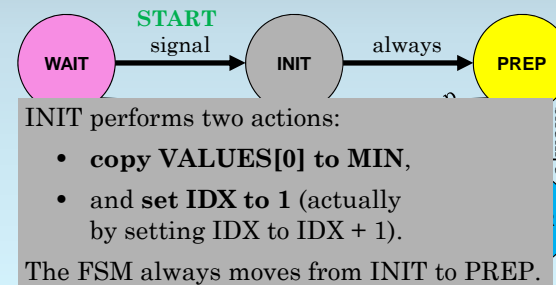 START
signal
always
WAIT
INIT
PREP
INIT performs two actions:
• copy VALUES[0] to MIN,
• and set IDX to 1 (actually
by setting IDX to IDX + 1).
The FSM always moves from INIT to PREP.